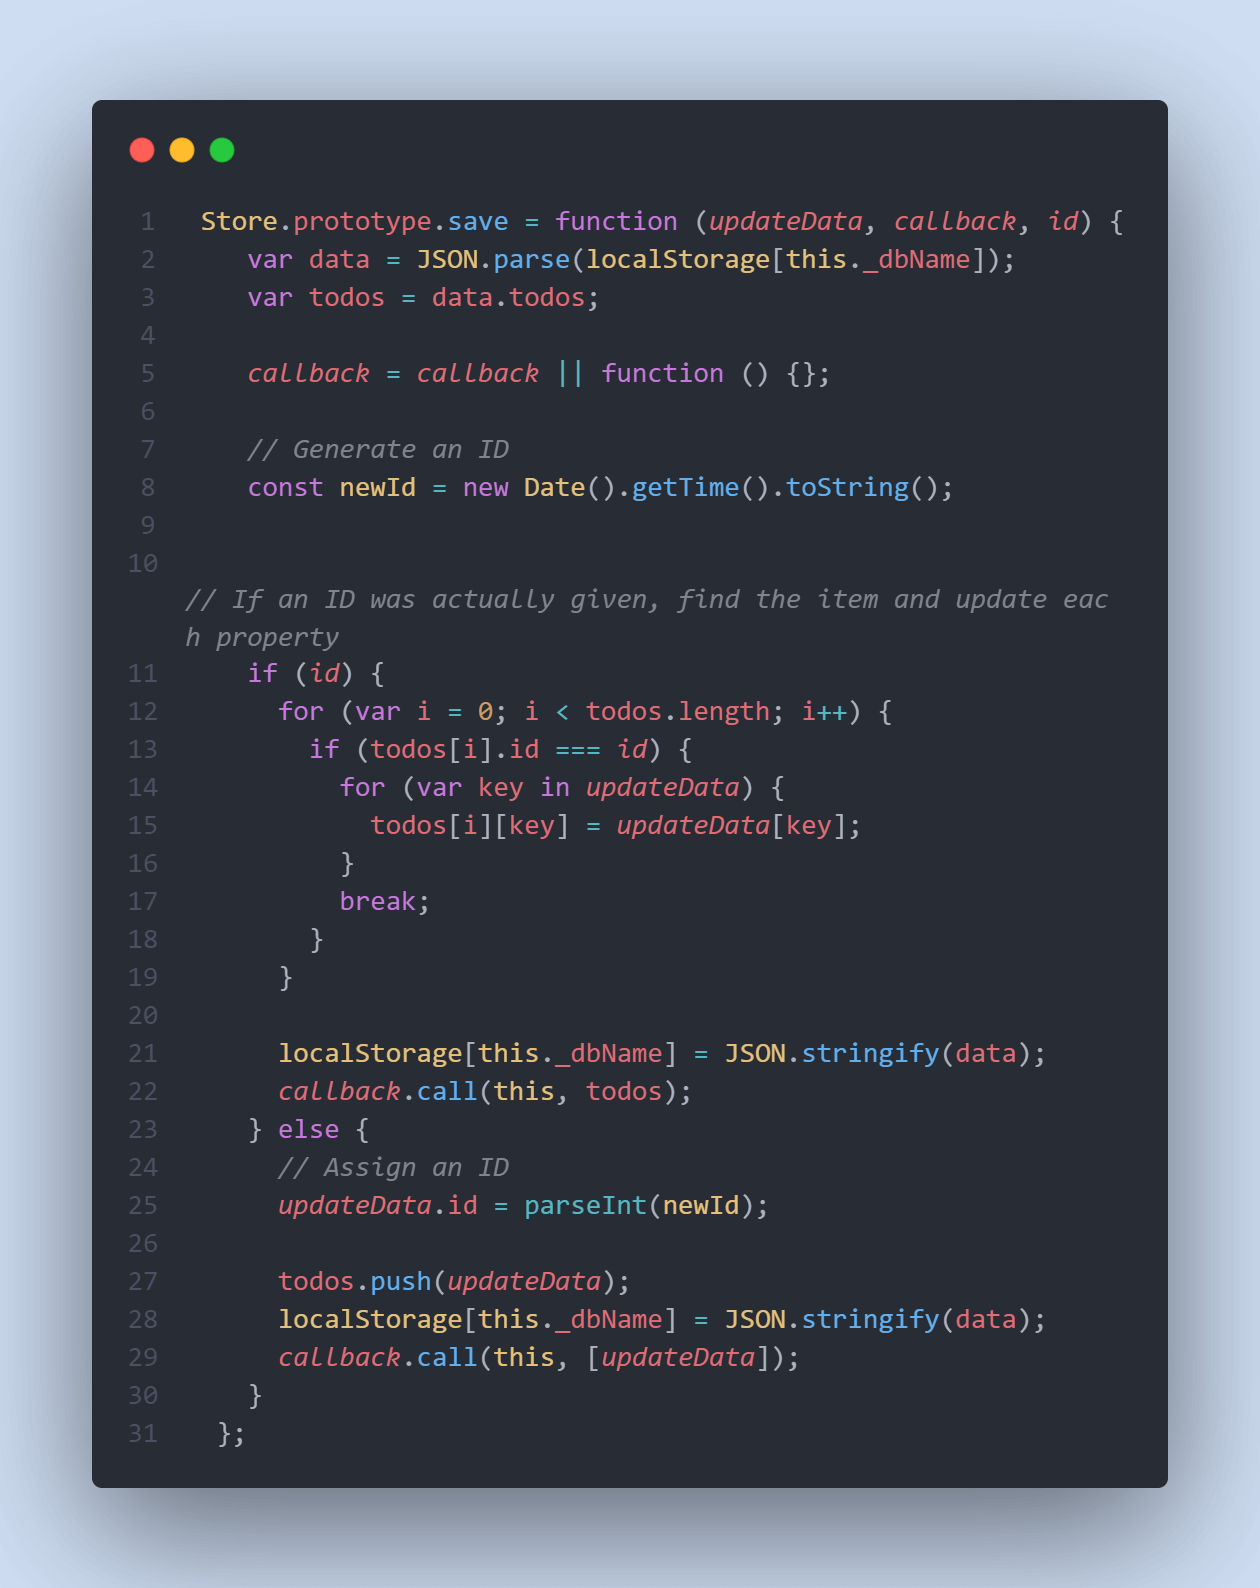 1 Store.prototype.save = function (updateData, callback, id) {
2 var data = JSON.parse(localStorage[this._dbName]);
3 var todos = data.todos;
4
5 callback = callback || function () {};
6
7 // Generate an ID
8 const newId = new Date().getTime().toString();
9
10
// If an ID was actually given, find the item and update eac
h property
11 if (id) {
12 for (var i = 0; i < todos.length; i++) {
13 if (todos[i].id === id) {
14 for (var key in updateData) {
15 todos[i][key] = updateData[key];
16 }
17 break;
18 }
19 }
20
21 localStorage[this._dbName] = JSON.stringify(data);
22 callback.call(this, todos);
23 } else {
24 // Assign an ID
25 updateData.id = parseInt(newId);
26
27 todos.push(updateData);
28 localStorage[this._dbName] = JSON.stringify(data);
29 callback.call(this, [updateData]);
30 }
31 };